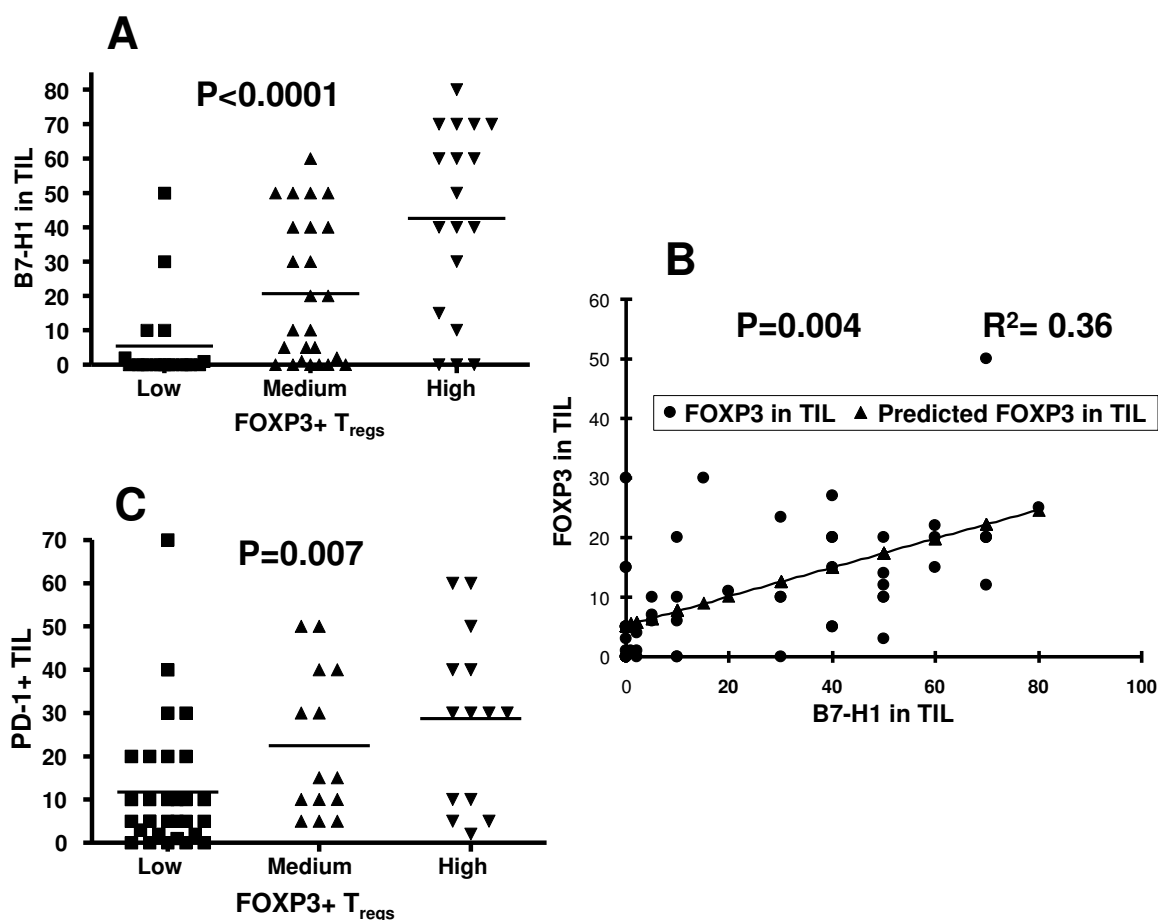 A
P<0.0001
B7-H1 in TIL
80
70
60
50
40
30
20
10
0
Low
Medium
High
FOXP3+ Tregs
B
P=0.004
R²= 0.36
FOXP3 in TIL
60
50
40
30
20
10
0
FOXP3 in TIL
Predicted FOXP3 in TIL
0
20
40
60
80
100
B7-H1 in TIL
C
P=0.007
PD-1+ TIL
70
60
50
40
30
20
10
0
Low
Medium
High
FOXP3+ Tregs